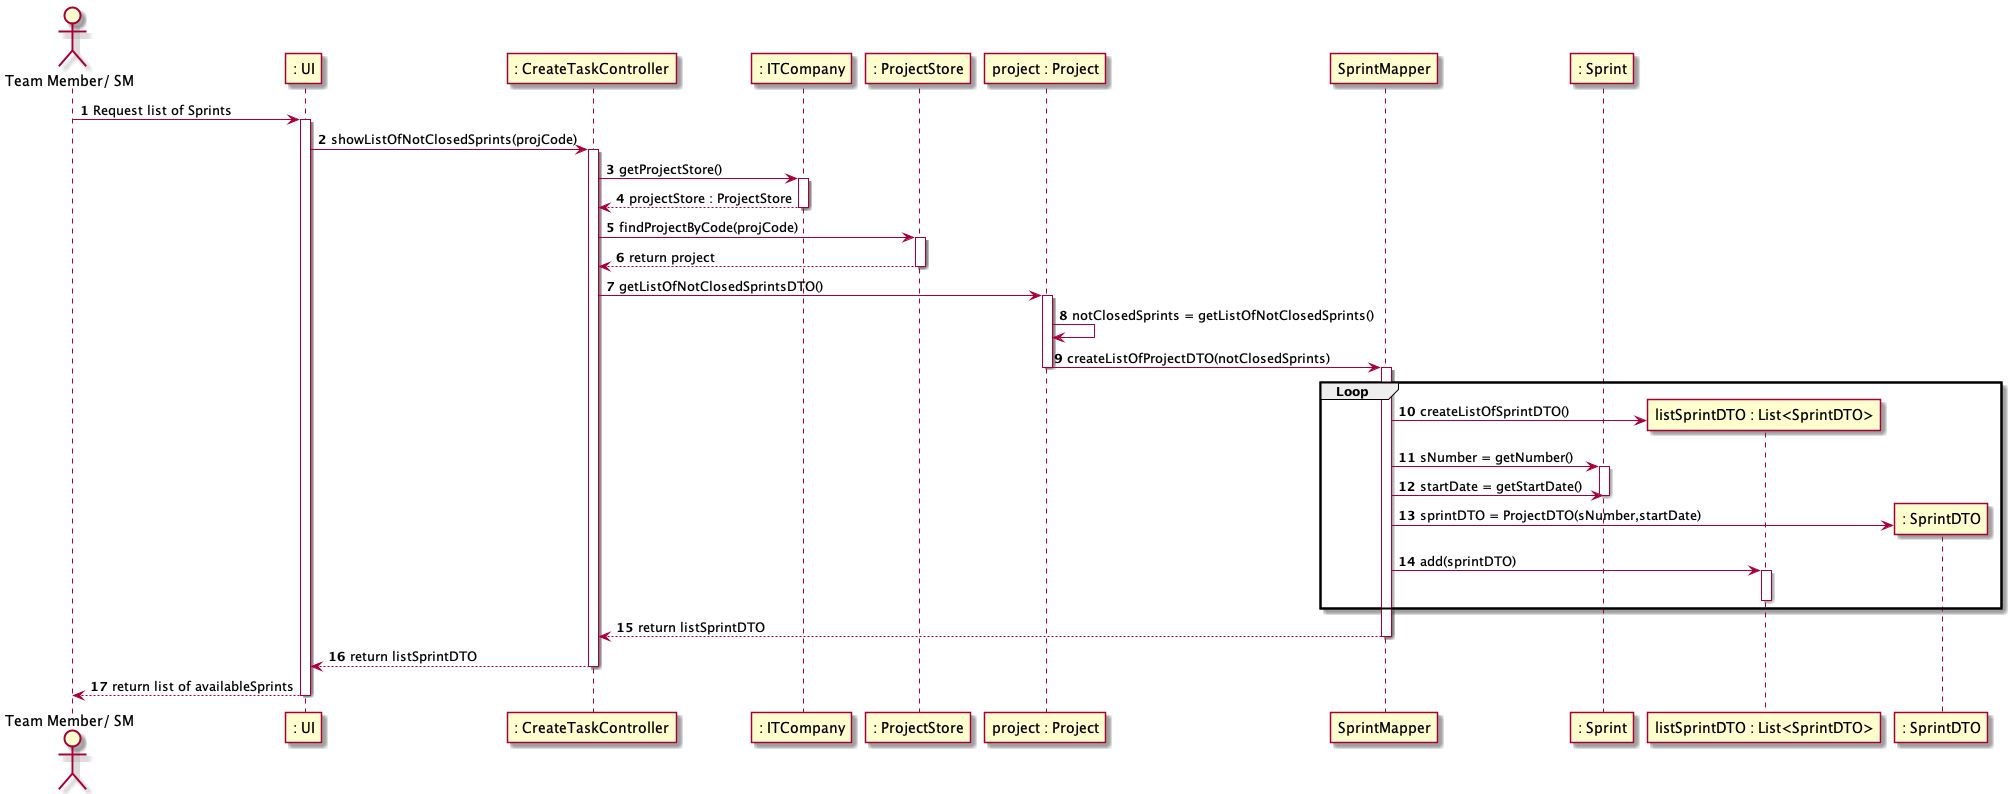 Team Member/ SM
: UI
: CreateTaskController
: ITCompany
: ProjectStore
project : Project
SprintMapper
: Sprint
1 Request list of Sprints
2 showListOfNotClosedSprints(projCode)
3 getProjectStore()
4 projectStore : ProjectStore
5 findProjectByCode(projCode)
6 return project
7 getListOfNotClosedSprintsDTO()
8 notClosedSprints = getListOfNotClosedSprints()
9 createListOfProjectDTO(notClosedSprints)
Loop
10 createListOfSprintDTO()
listSprintDTO : List<SprintDTO>
11 sNumber = getNumber()
12 startDate = getStartDate()
13 sprintDTO = ProjectDTO(sNumber,startDate)
: SprintDTO
14 add(sprintDTO)
15 return listSprintDTO
16 return listSprintDTO
17 return list of availableSprints
Team Member/ SM
: UI
: CreateTaskController
: ITCompany
: ProjectStore
project : Project
SprintMapper
: Sprint
listSprintDTO : List<SprintDTO>
: SprintDTO